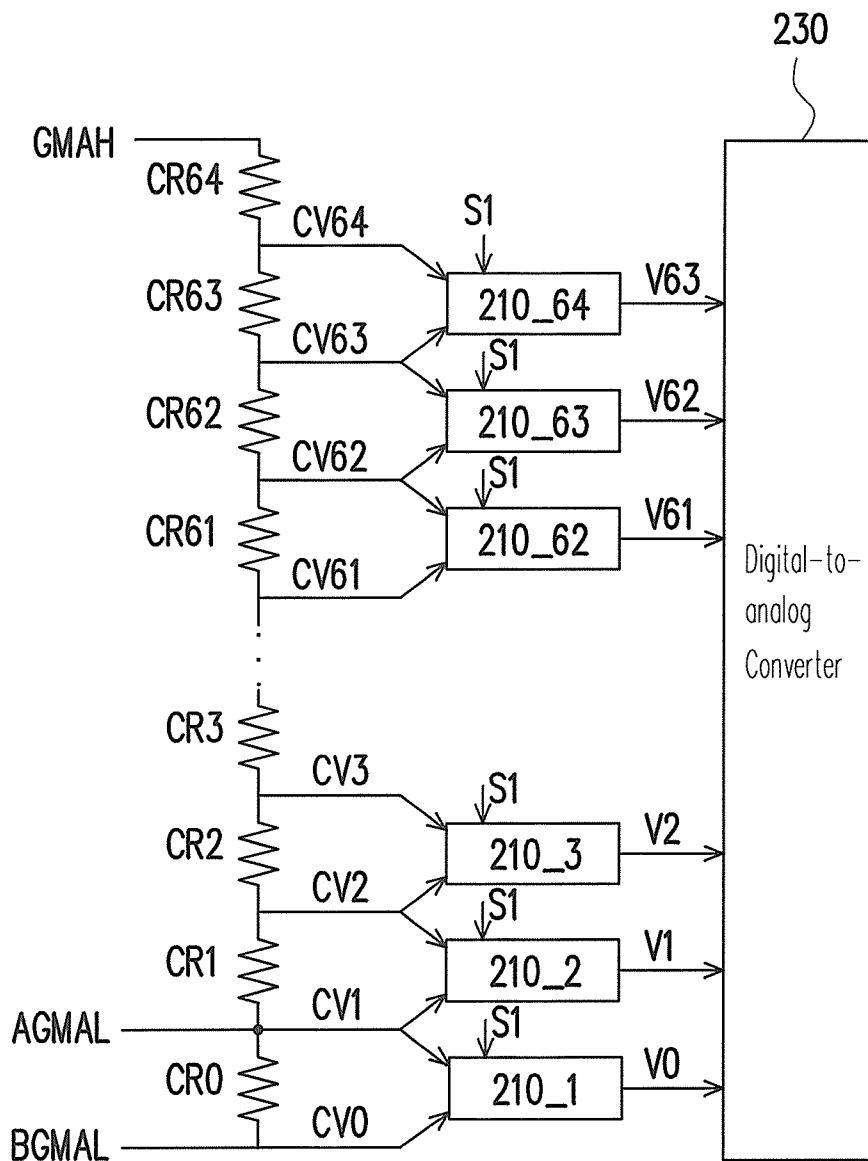 230
GMAH
CR64
CV64
S1
210_64
V63
CR63
CV63
S1
210_63
V62
CR62
CV62
S1
210_62
V61
CR61
CV61
Digital-to-
analog
Converter
CR3
CV3
S1
210_3
V2
CR2
CV2
S1
210_2
V1
CR1
AGMAL
CV1
S1
210_1
V0
CR0
BGMAL
CV0